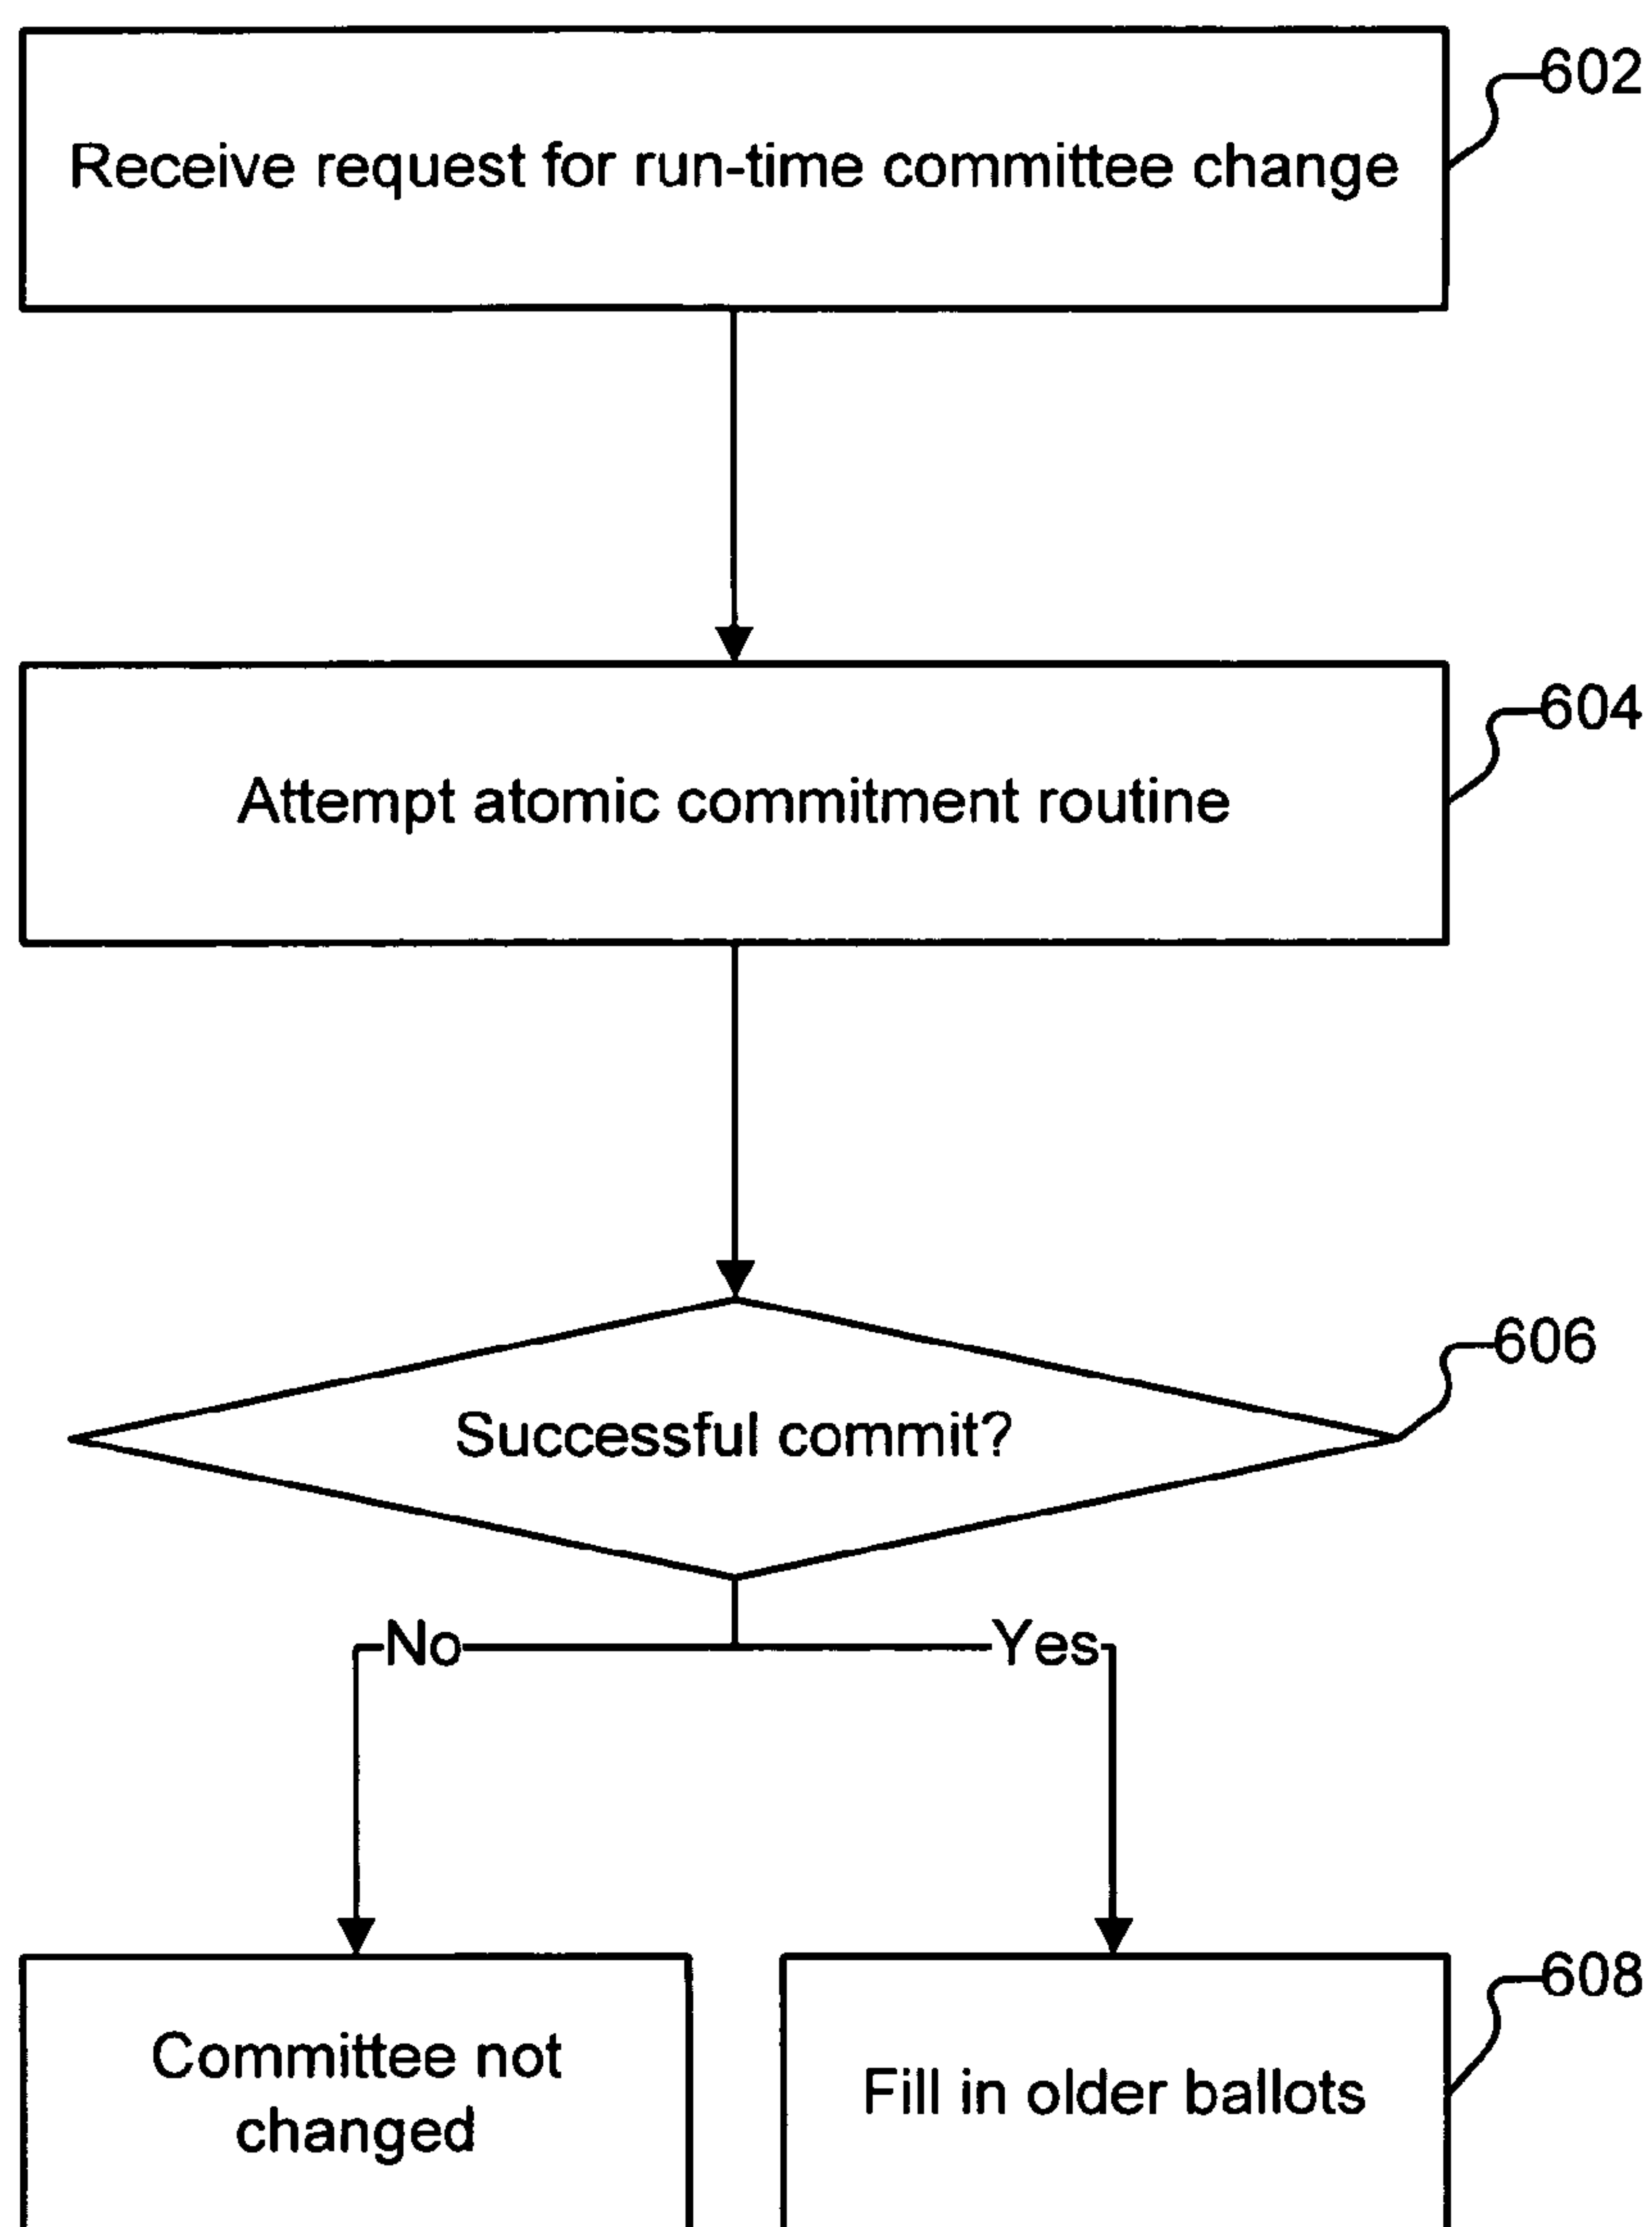 Receive request for run-time committee change
602
Attempt atomic commitment routine
604
Successful commit?
606
No
Yes
Committee not
changed
Fill in older ballots
608